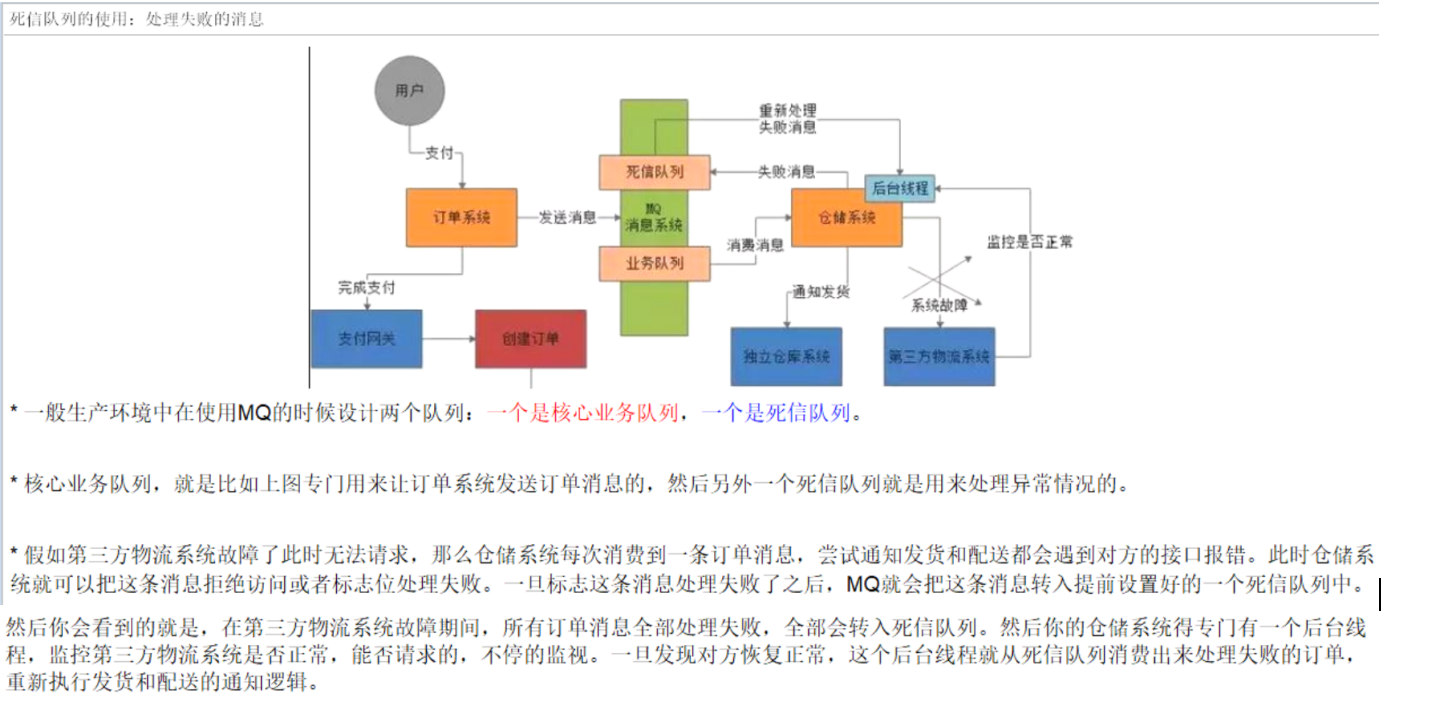 死信队列的使用：处理失败的消息
用户
支付
重新处理
失败消息
死信队列
失败消息
后台线程
订单系统
发送消息
MQ
消息系统
仓储系统
消费消息
监控是否正常
业务队列
完成支付
通知发货
系统故障
支付网关
创建订单
独立仓库系统
第三方物流系统
* 一般生产环境中在使用MQ的时候设计两个队列：一个是核心业务队列，一个是死信队列。
* 核心业务队列，就是比如上图专门用来让订单系统发送订单消息的，然后另外一个死信队列就是用来处理异常情况的。
* 假如第三方物流系统故障了此时无法请求，那么仓储系统每次消费到一条订单消息，尝试通知发货和配送都会遇到对方的接口报错。此时仓储系
统就可以把这条消息拒绝访问或者标志位处理失败。一旦标志这条消息处理失败了之后，MQ就会把这条消息转入提前设置好的一个死信队列中。
然后你会看到的就是，在第三方物流系统故障期间，所有订单消息全部处理失败，全部会转入死信队列。然后你的仓储系统得专门有一个后台线
程，监控第三方物流系统是否正常，能否请求的，不停的监视。一旦发现对方恢复正常，这个后台线程就从死信队列消费出来处理失败的订单，
重新执行发货和配送的通知逻辑。